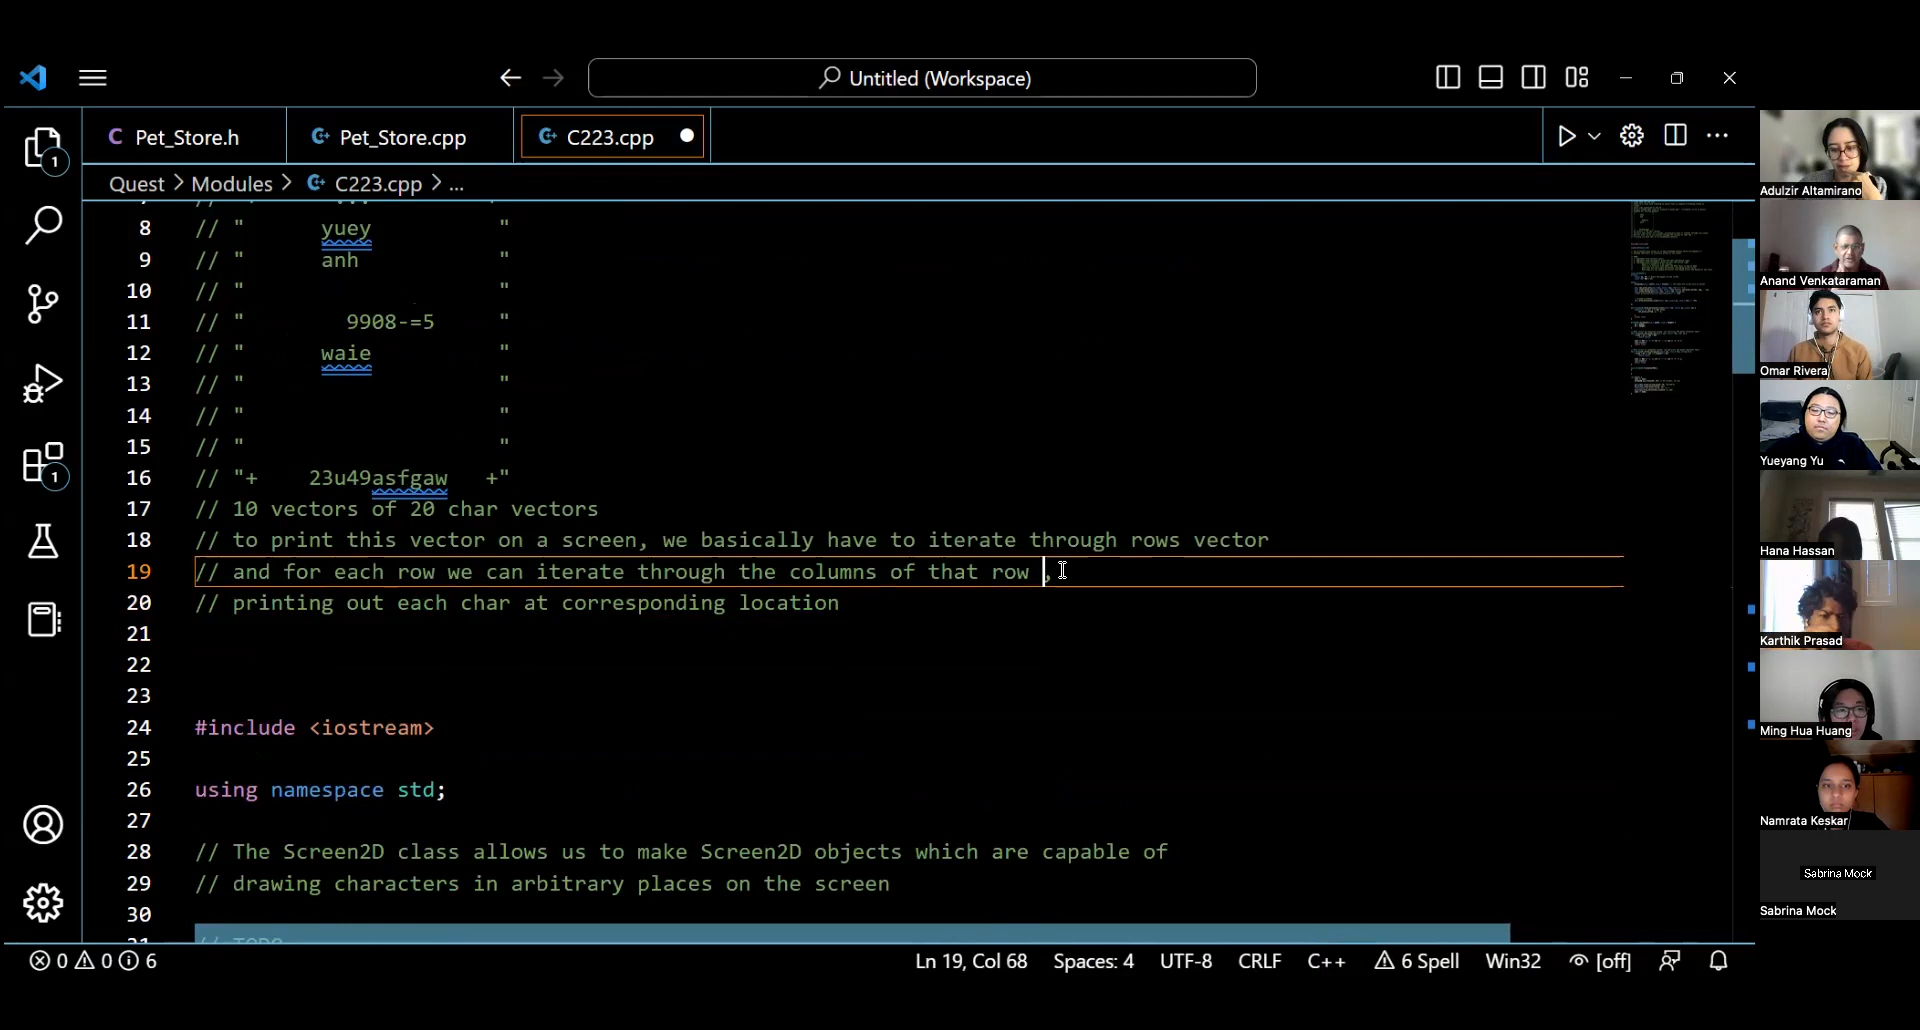 Untitled (Workspace)
Pet_Store.h
Pet_Store.cpp
C223.cpp
Quest > Modules > C223.cpp > ...
8 // "      yuey          "
9 // "      anh           "
10 // "                    "
11 // "        9908-=5     "
12 // "      waie          "
13 // "                    "
14 // "                    "
15 // "                    "
16 // "+    23u49asfgaw   +"
17 // 10 vectors of 20 char vectors
18 // to print this vector on a screen, we basically have to iterate through rows vector
19 // and for each row we can iterate through the columns of that row ,
20 // printing out each char at corresponding location
21
22
23
24 #include <iostream>
25
26 using namespace std;
27
28 // The Screen2D class allows us to make Screen2D objects which are capable of
29 // drawing characters in arbitrary places on the screen
30
31 // TODO
1
1
0 0 6
Ln 19, Col 68
Spaces: 4
UTF-8
CRLF
C++
6 Spell
Win32
[off]
Adulzir Altamirano
Anand Venkataraman
Omar Rivera
Yueyang Yu
Hana Hassan
Karthik Prasad
Ming Hua Huang
Namrata Keskar
Sabrina Mock
Sabrina Mock